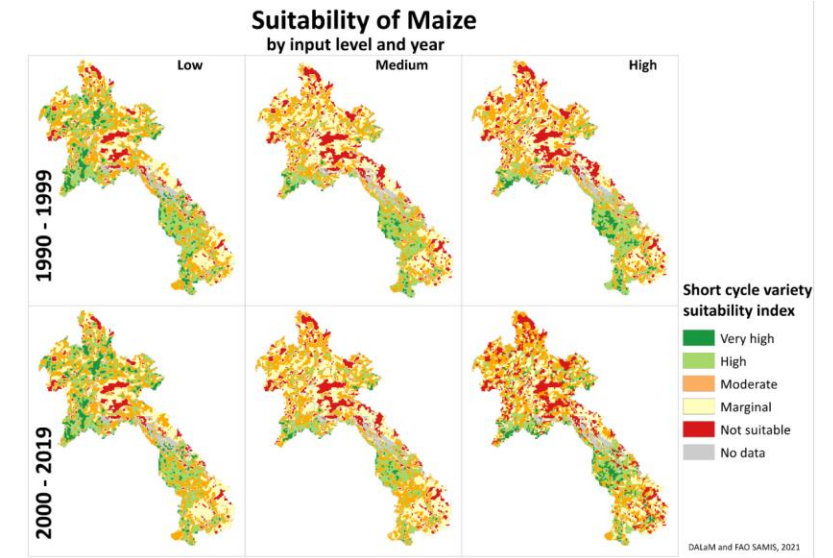 Suitability of Maize
by input level and year
Low
Medium
High
1990 - 1999
2000 - 2019
Short cycle variety
suitability index
Very high
High
Moderate
Marginal
Not suitable
No data
DALaM and FAO SAMIS, 2021